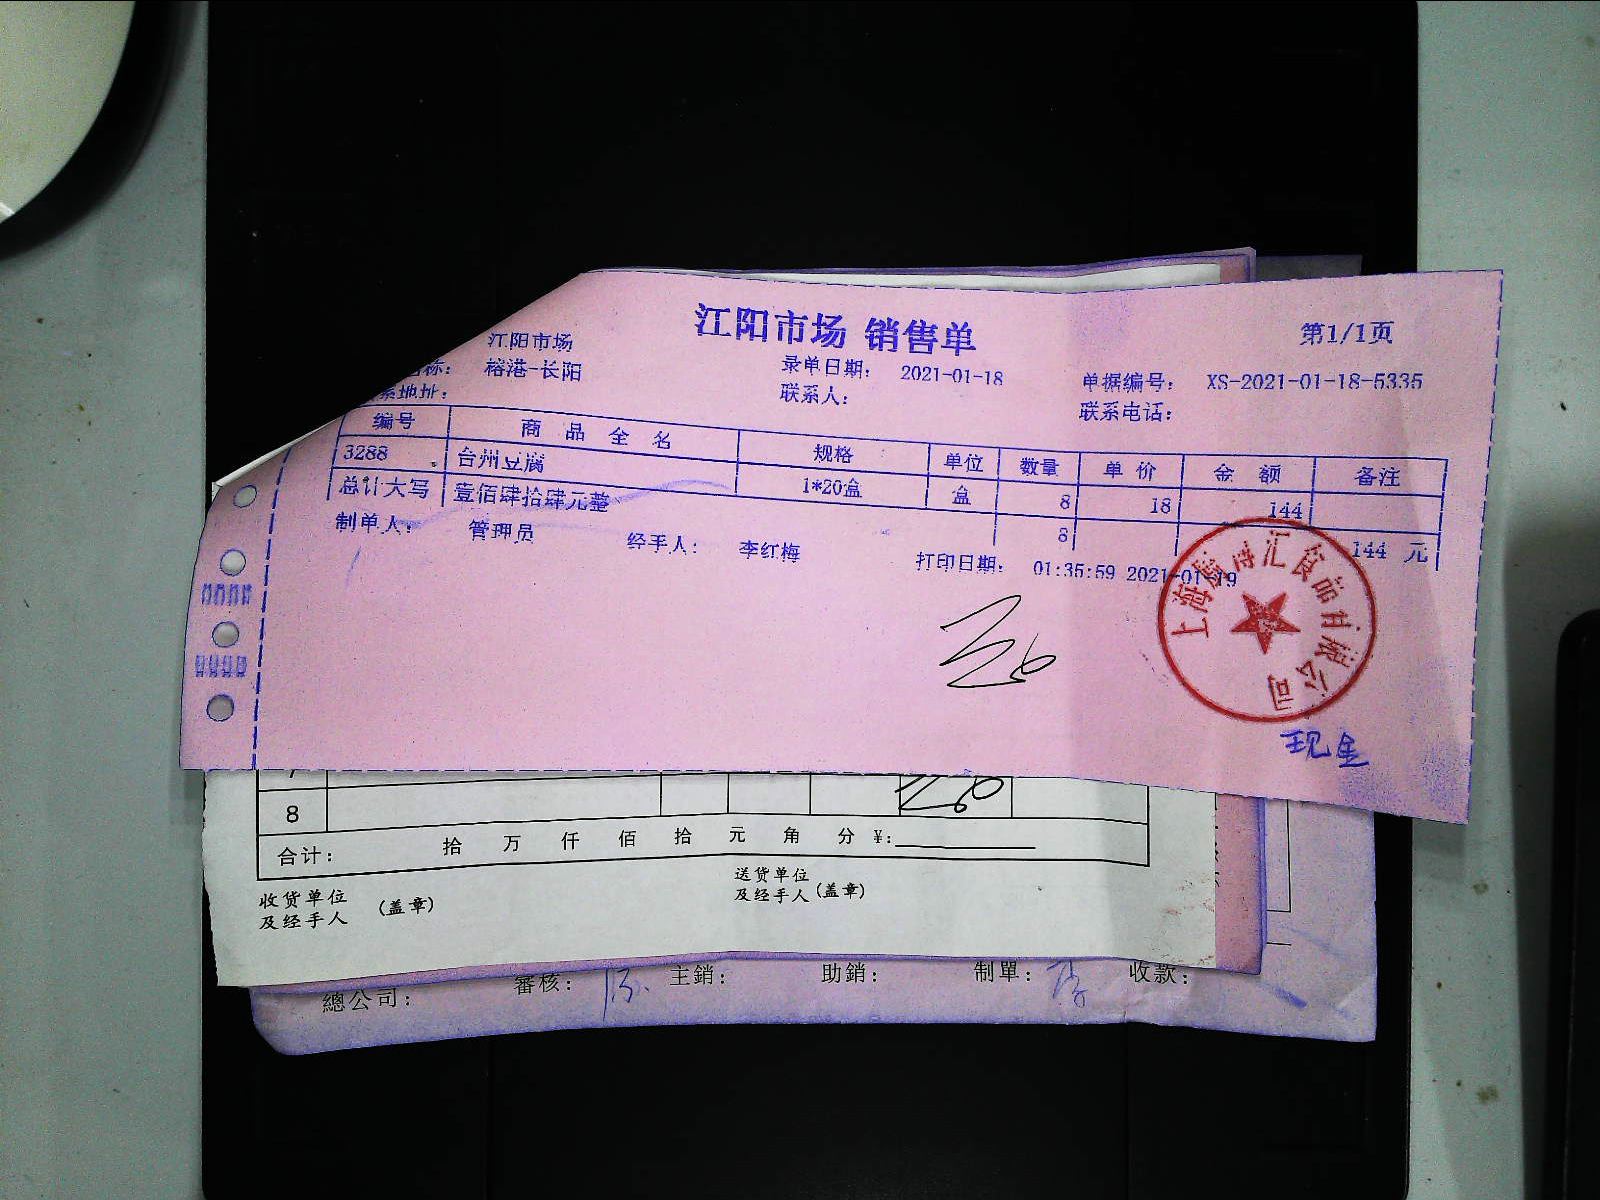 江阳市场 销售单
第1/1页
江阳市场
称： 榕港-长阳
录单日期： 2021-01-18
单据编号： XS-2021-01-18-5335
系地址：
联系人：
联系电话：
编号 商品全名 规格 单位 数量 单价 金额 备注
3288 台州豆腐 1*20盒 盒 8 18 144
总计大写 壹佰肆拾肆元整 8 144 元
制单人： 管理员 经手人： 李红梅 打印日期： 01:35:59 2021-01-19
现金
8
合计： 拾 万 仟 佰 拾 元 角 分 ¥:
收货单位
及经手人 (盖章)
送货单位
及经手人 (盖章)
總公司： 審核： 主銷： 助銷： 制單： 收款：